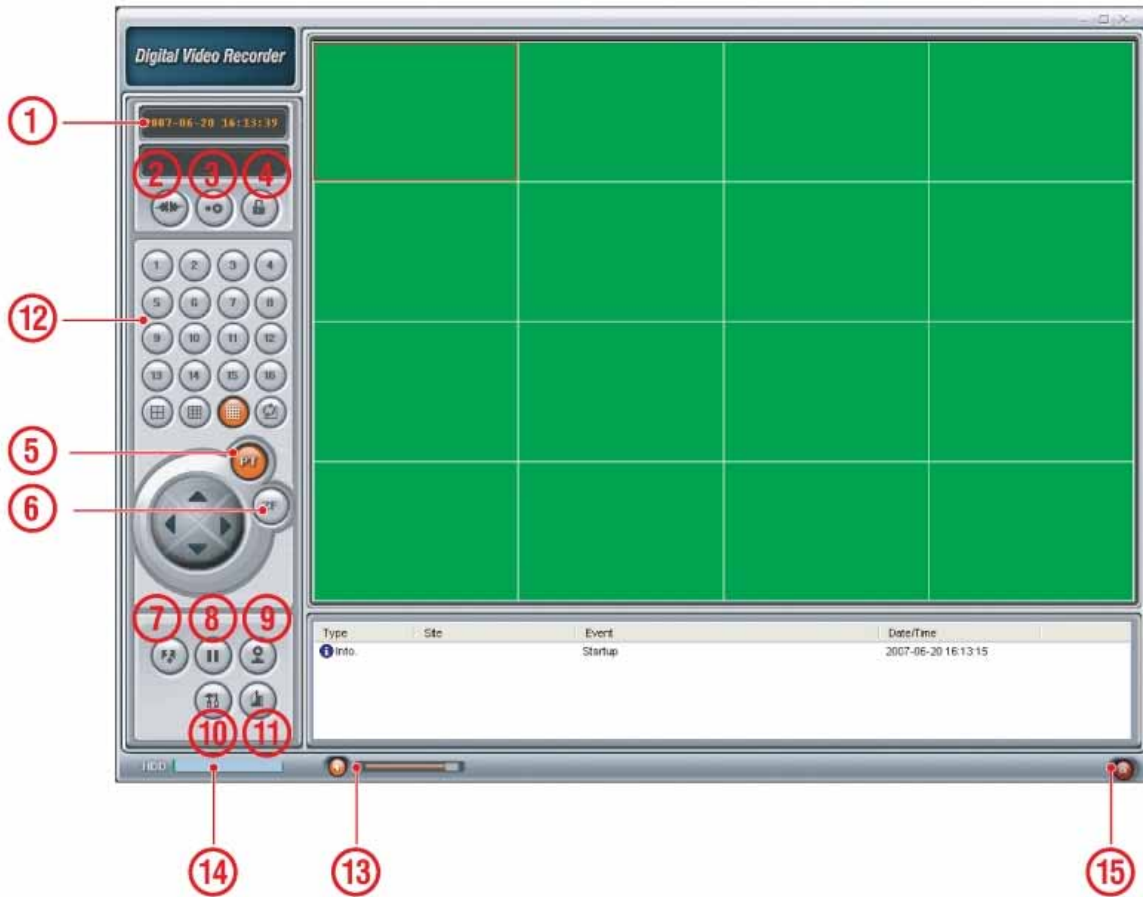 Digital Video Recorder
① 2007-06-20 16:13:39
② ③ ④
1 2 3 4
5 6 7 8
⑫
9 10 11 12
13 14 15 16
⑤ PT
⑥ ZF
⑦ ⑧ ⑨
⑩ ⑪
Type Site Event Date/Time
Info. Startup 2007-06-20 16:13:15
HDD
⑭ ⑬ ⑮